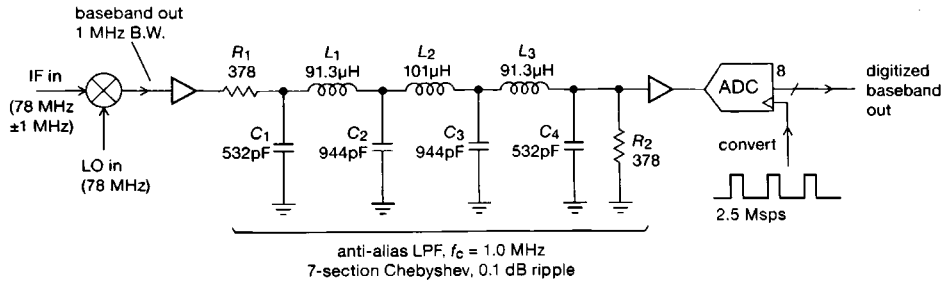 baseband out
1 MHz B.W.
IF in
(78 MHz
±1 MHz)
LO in
(78 MHz)
R1
378
L1
91.3µH
L2
101µH
L3
91.3µH
C1
532pF
C2
944pF
C3
944pF
C4
532pF
R2
378
ADC
8
digitized
baseband
out
convert
2.5 Msps
anti-alias LPF, fc = 1.0 MHz
7-section Chebyshev, 0.1 dB ripple